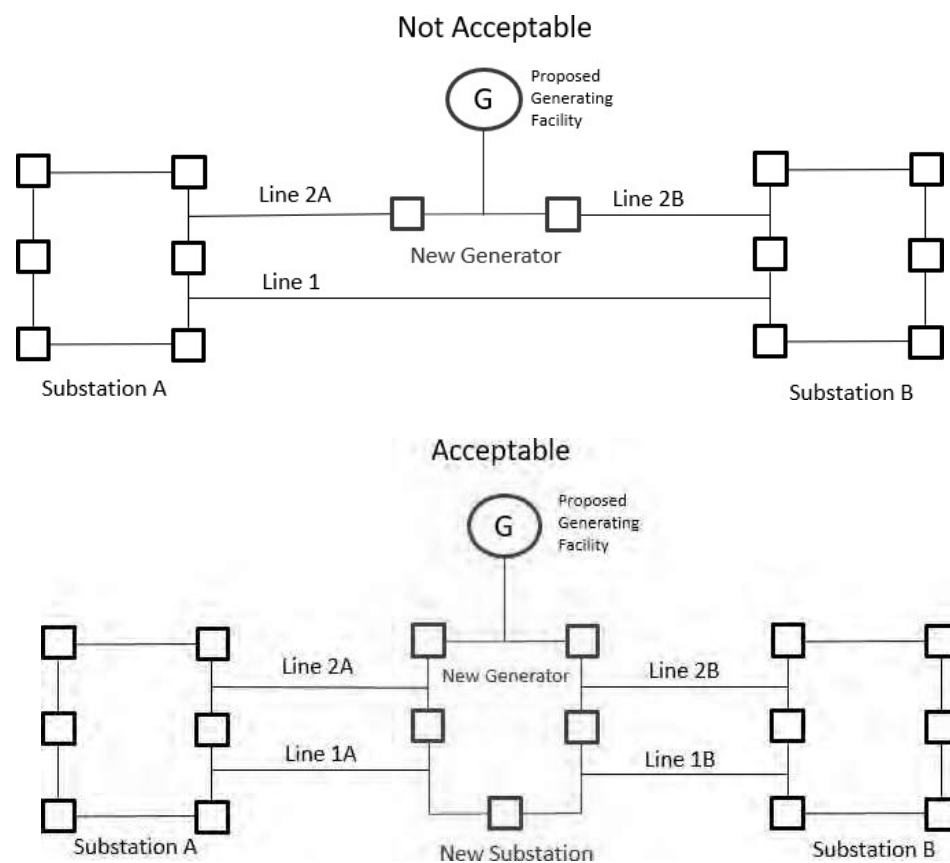 Not Acceptable
G
Proposed
Generating
Facility
Line 2A
Line 2B
New Generator
Line 1
Substation A
Substation B
Acceptable
G
Proposed
Generating
Facility
Line 2A
New Generator
Line 2B
Line 1A
Line 1B
Substation A
New Substation
Substation B